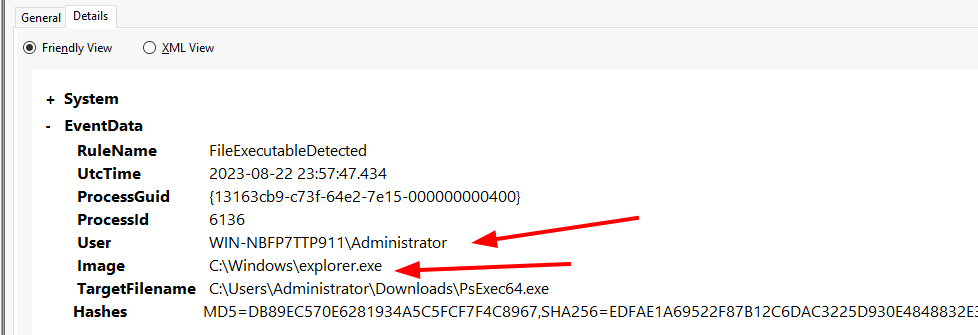 General Details
Friendly View XML View
+ System
- EventData
RuleName FileExecutableDetected
UtcTime 2023-08-22 23:57:47.434
ProcessGuid {13163cb9-c73f-64e2-7e15-000000000400}
ProcessId 6136
User WIN-NBFP7TTP911\Administrator
Image C:\Windows\explorer.exe
TargetFilename C:\Users\Administrator\Downloads\PsExec64.exe
Hashes MD5=DB89EC570E6281934A5C5FCF7F4C8967,SHA256=EDFAE1A69522F87B12C6DAC3225D930E4848832E3